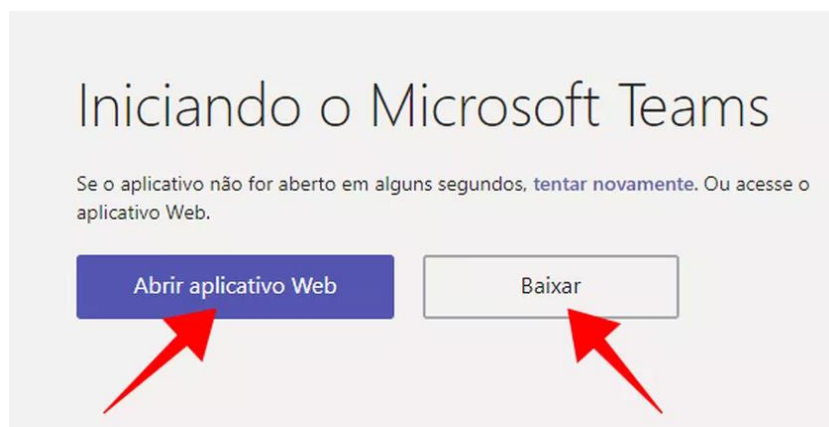 Iniciando o Microsoft Teams
Se o aplicativo não for aberto em alguns segundos, tentar novamente. Ou acesse o
aplicativo Web.
Abrir aplicativo Web
Baixar